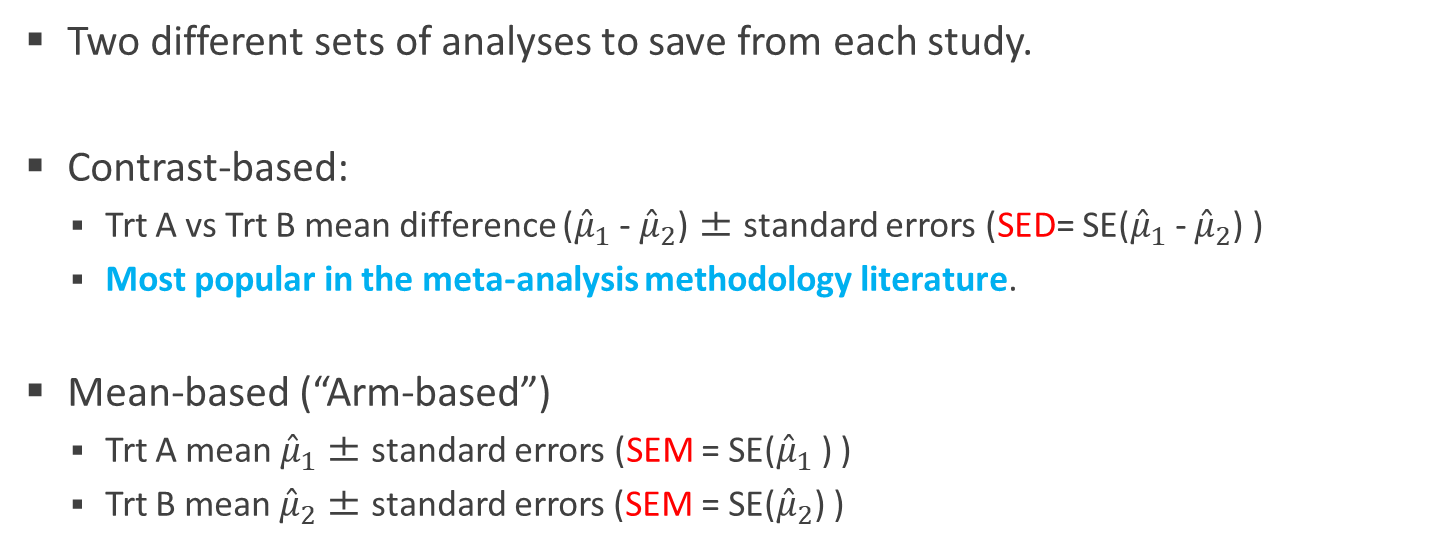 ▪ Two different sets of analyses to save from each study.
▪ Contrast-based:
▪ Trt A vs Trt B mean difference (μ̂₁ - μ̂₂) ± standard errors (SED= SE(μ̂₁ - μ̂₂) )
▪ Most popular in the meta-analysis methodology literature.
▪ Mean-based (“Arm-based”)
▪ Trt A mean μ̂₁ ± standard errors (SEM = SE(μ̂₁ ) )
▪ Trt B mean μ̂₂ ± standard errors (SEM = SE(μ̂₂) )